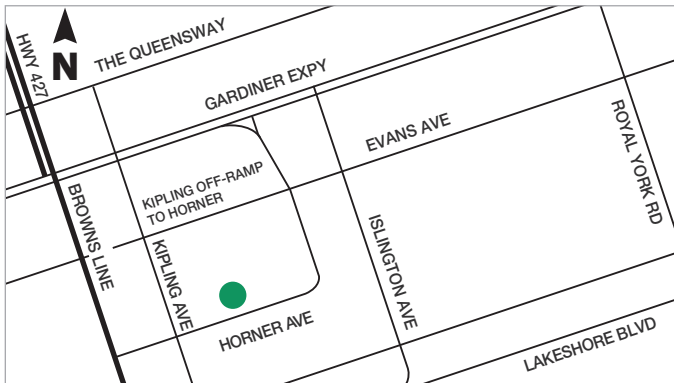 HWY 427
N
THE QUEENSWAY
GARDINER EXPY
EVANS AVE
ROYAL YORK RD
KIPLING OFF-RAMP
TO HORNER
BROWNS LINE
KIPLING AVE
ISLINGTON AVE
HORNER AVE
LAKESHORE BLVD